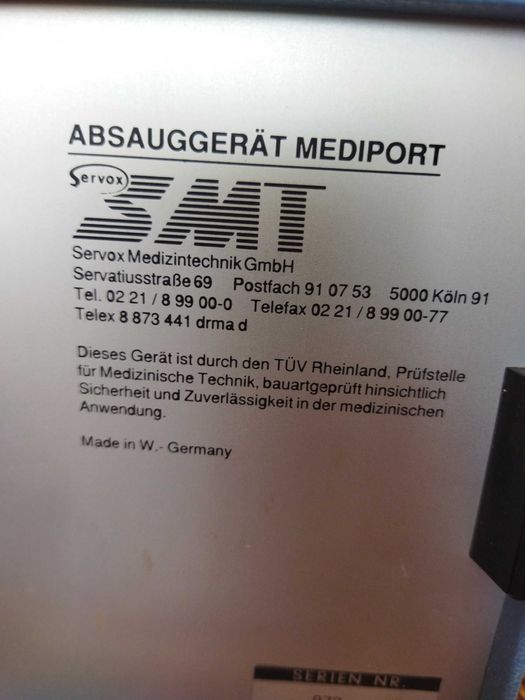 ABSAUGGERÄT MEDIPORT
Servox
SMT
Servox Medizintechnik GmbH
Servatiusstraße 69 Postfach 91 07 53 5000 Köln 91
Tel. 02 21 / 8 99 00-0 Telefax 02 21 / 8 99 00-77
Telex 8 873 441 drma d
Dieses Gerät ist durch den TÜV Rheinland, Prüfstelle
für Medizinische Technik, bauartgeprüft hinsichtlich
Sicherheit und Zuverlässigkeit in der medizinischen
Anwendung.
Made in W.- Germany
SERIEN NR.